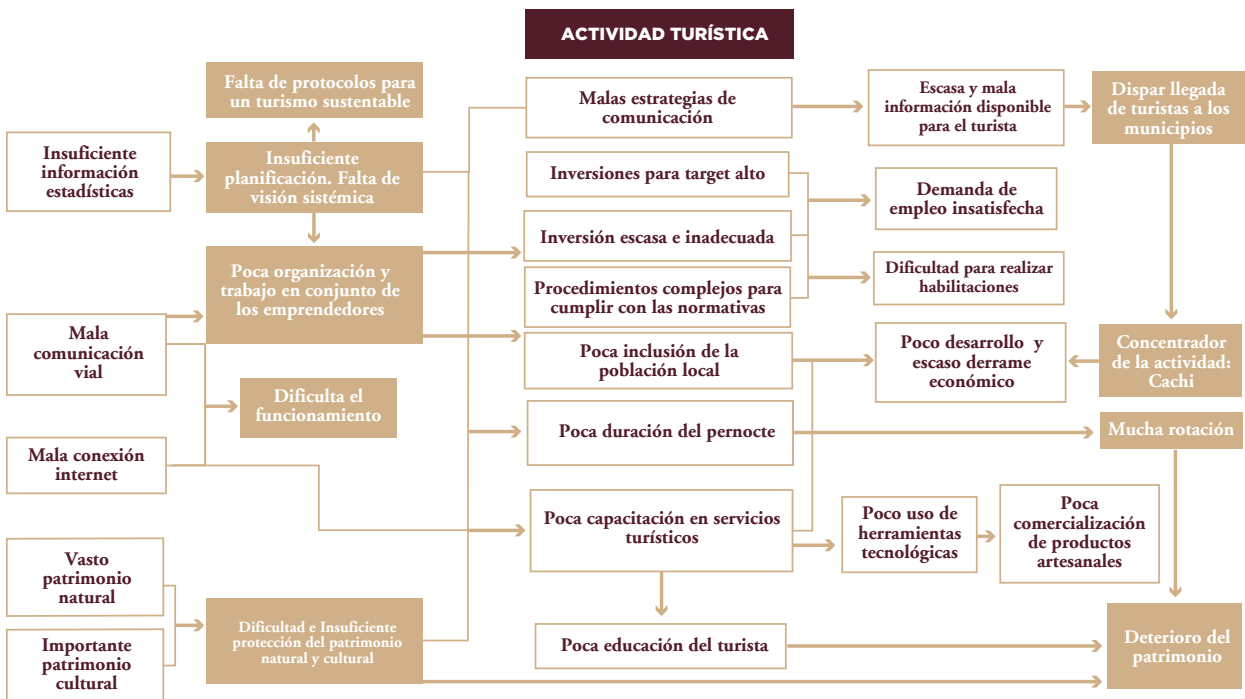 ACTIVIDAD TURÍSTICA
Falta de protocolos para
un turismo sustentable
Insuficiente
información
estadísticas
Insuficiente
planificación. Falta de
visión sistémica
Poca organización y
trabajo en conjunto de
los emprendedores
Mala
comunicación
vial
Dificulta el
funcionamiento
Mala conexión
internet
Vasto
patrimonio
natural
Importante
patrimonio
cultural
Dificultad e Insuficiente
protección del patrimonio
natural y cultural
Malas estrategias de
comunicación
Inversiones para target alto
Inversión escasa e inadecuada
Procedimientos complejos para
cumplir con las normativas
Poca inclusión de la
población local
Poca duración del pernocte
Poca capacitación en servicios
turísticos
Poca educación del turista
Escasa y mala
información disponible
para el turista
Demanda de
empleo insatisfecha
Dificultad para realizar
habilitaciones
Poco desarrollo y
escaso derrame
económico
Poco uso de
herramientas
tecnológicas
Poca
comercialización
de productos
artesanales
Dispar llegada
de turistas a los
municipios
Concentrador
de la actividad:
Cachi
Mucha rotación
Deterioro del
patrimonio